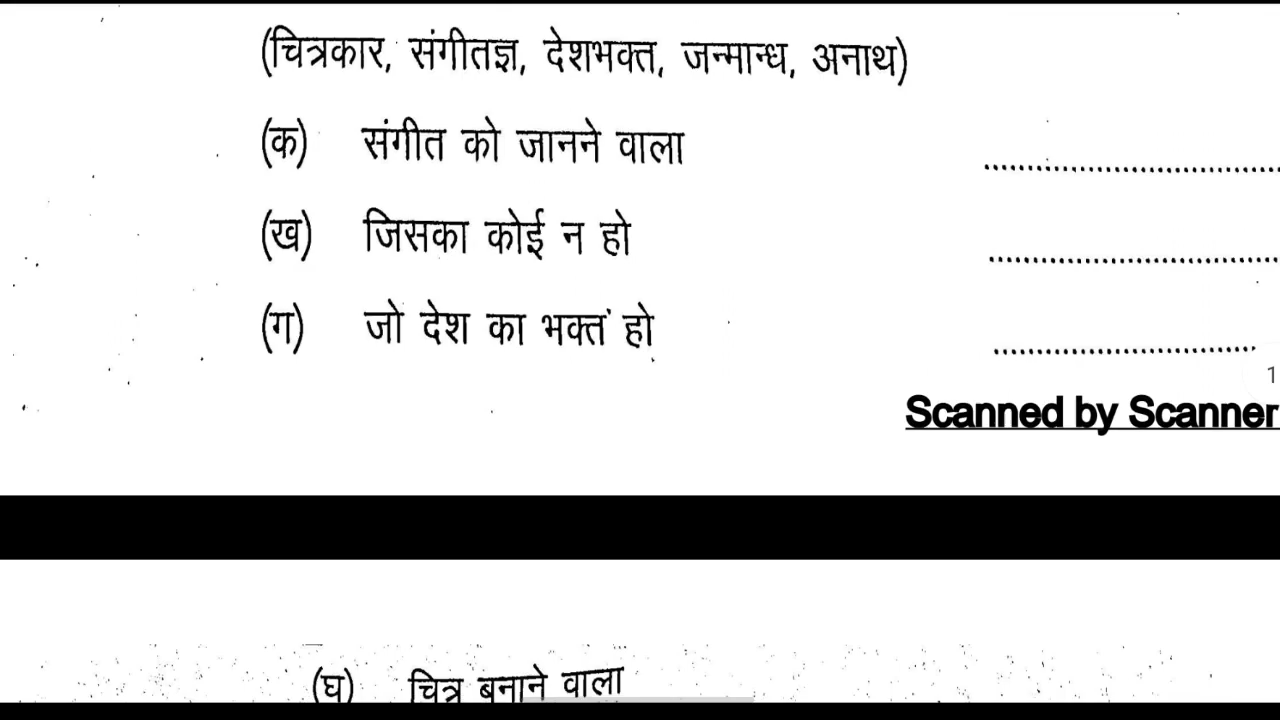 (चित्रकार, संगीतज्ञ, देशभक्त, जन्मान्ध, अनाथ)
(क) संगीत को जानने वाला ..............................
(ख) जिसका कोई न हो ..............................
(ग) जो देश का भक्त हो ..............................
1
Scanned by Scanner
(घ) चित्र बनाने वाला